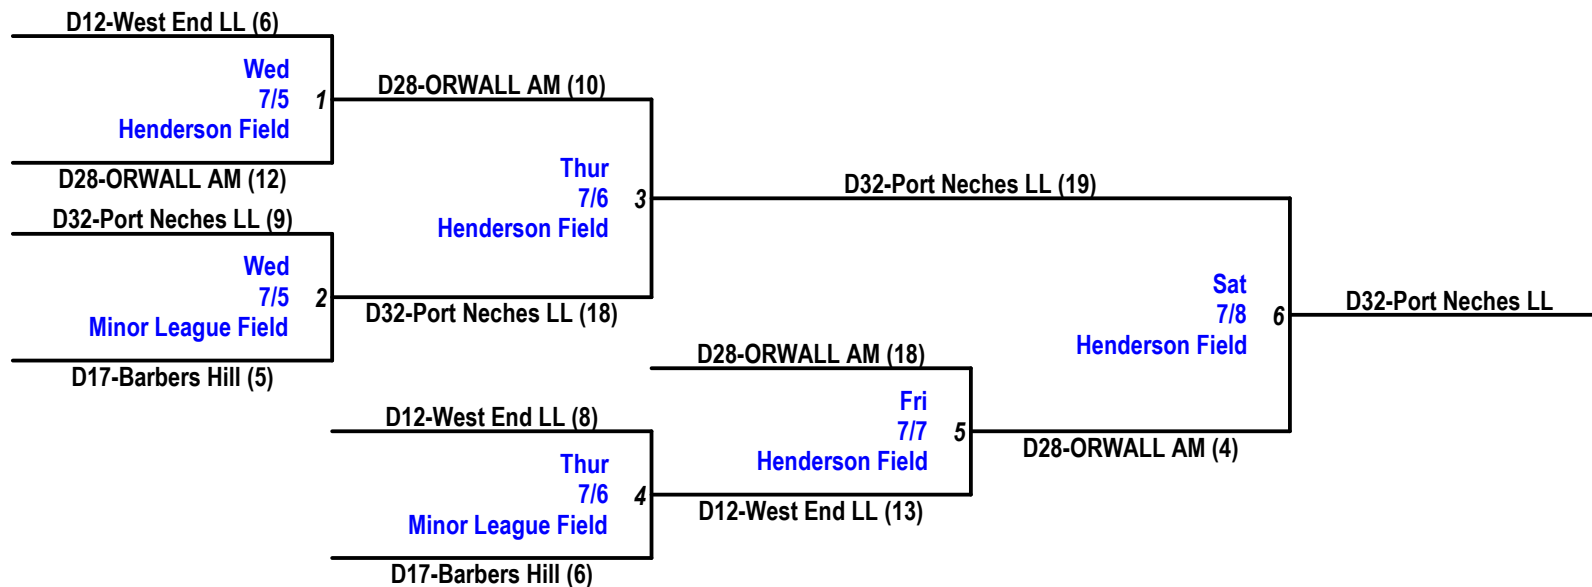 D12-West End LL (6)
Wed
7/5
1
Henderson Field
D28-ORWALL AM (12)
D32-Port Neches LL (9)
Wed
7/5
2
Minor League Field
D17-Barbers Hill (5)
D28-ORWALL AM (10)
Thur
7/6
3
Henderson Field
D32-Port Neches LL (18)
D12-West End LL (8)
Thur
7/6
4
Minor League Field
D17-Barbers Hill (6)
D28-ORWALL AM (18)
Fri
7/7
5
Henderson Field
D12-West End LL (13)
D32-Port Neches LL (19)
Sat
7/8
6
Henderson Field
D28-ORWALL AM (4)
D32-Port Neches LL